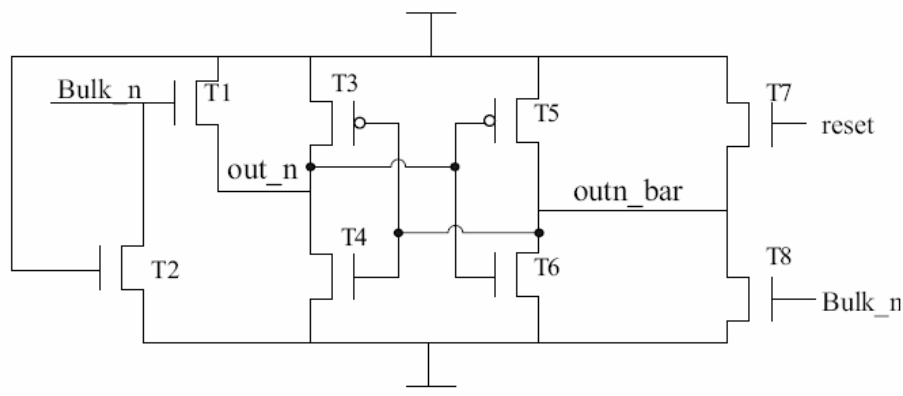 Bulk_n
T1
T3
T5
T7
reset
out_n
outn_bar
T4
T2
T6
T8
Bulk_n